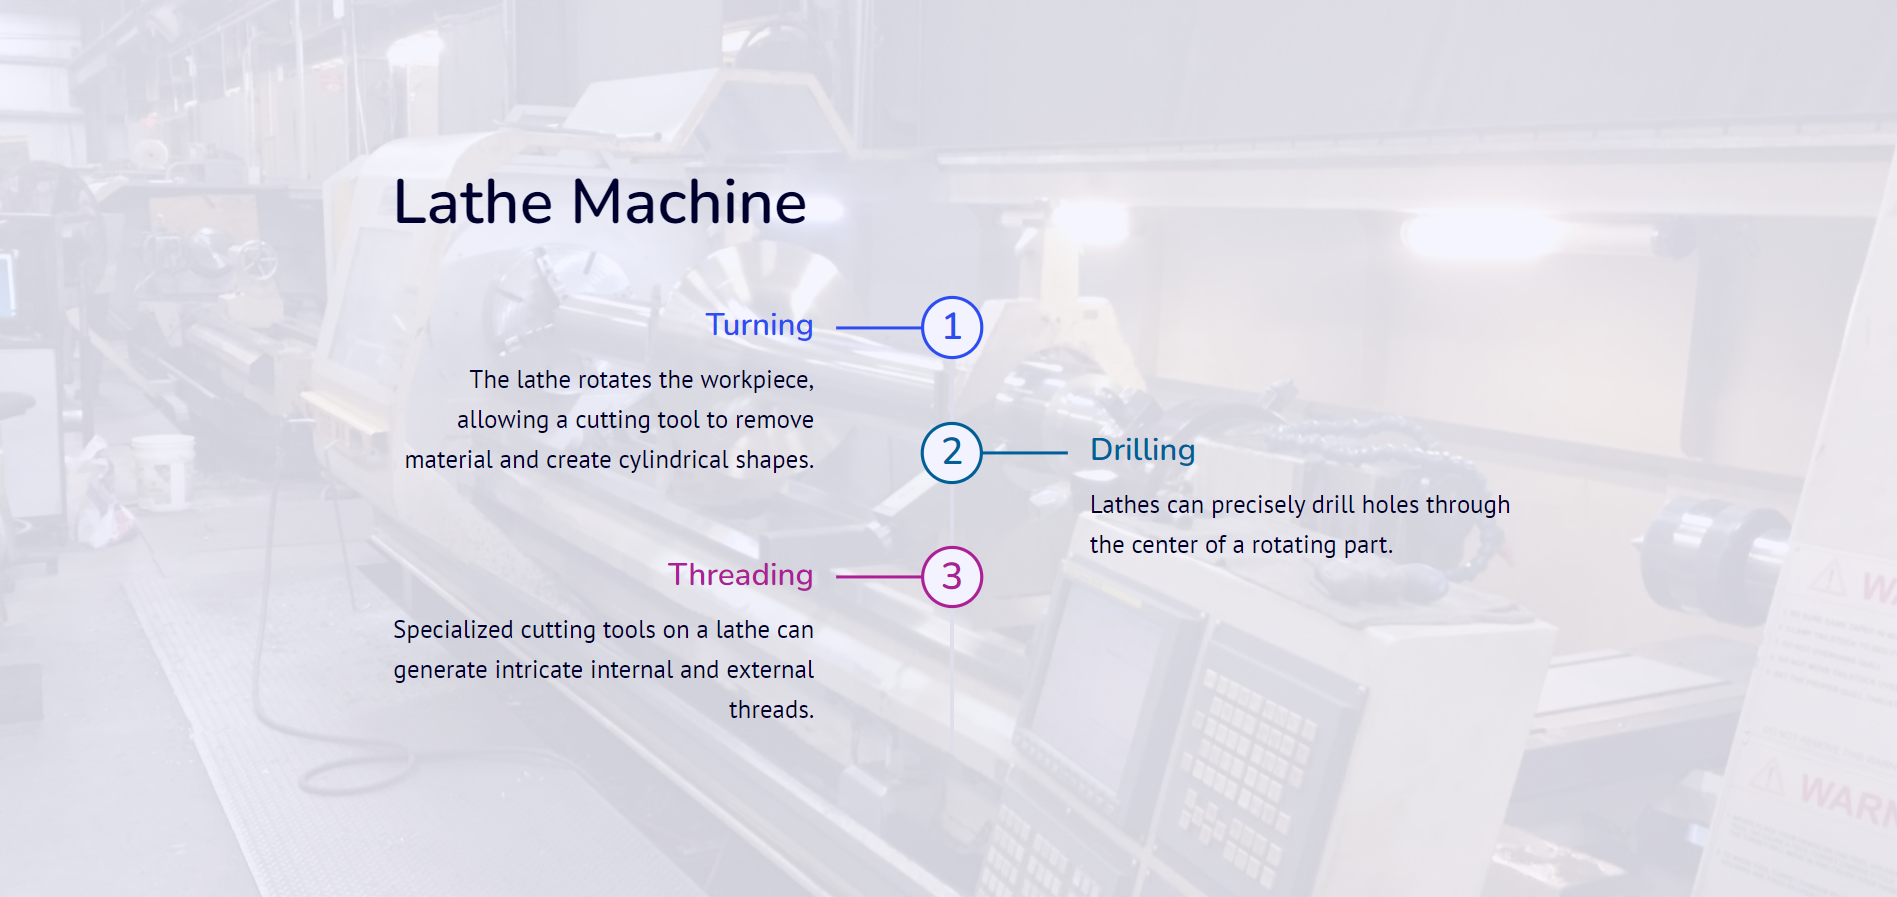 Lathe Machine
Turning
1
The lathe rotates the workpiece,
allowing a cutting tool to remove
material and create cylindrical shapes.
2
Drilling
Lathes can precisely drill holes through
the center of a rotating part.
Threading
3
Specialized cutting tools on a lathe can
generate intricate internal and external
threads.